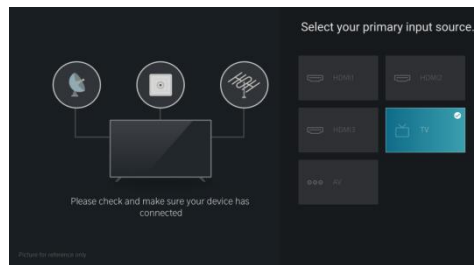 Select your primary input source.
HDMI1
HDMI2
HDMI3
TV
AV
Please check and make sure your device has
connected
Picture for reference only.